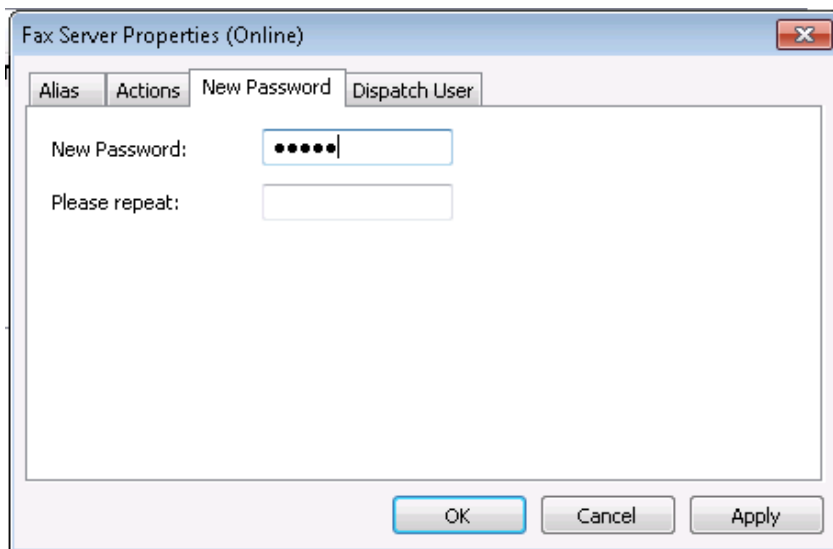 Fax Server Properties (Online)
Alias Actions New Password Dispatch User
New Password: •••••
Please repeat:
OK Cancel Apply